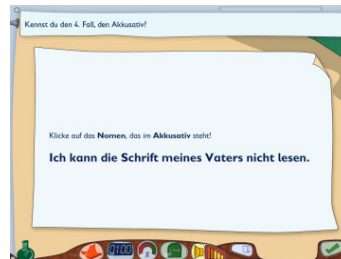 Kennst du den 4. Fall, den Akkusativ?
Klicke auf das Nomen, das im Akkusativ steht!
Ich kann die Schrift meines Vaters nicht lesen.